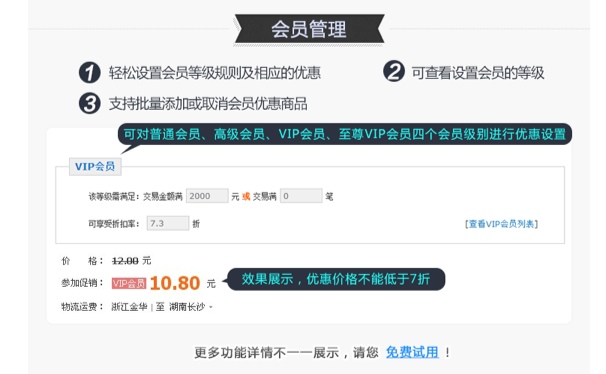 会员管理
1 轻松设置会员等级规则及相应的优惠
2 可查看设置会员的等级
3 支持批量添加或取消会员优惠商品
可对普通会员、高级会员、VIP会员、至尊VIP会员四个会员级别进行优惠设置
VIP会员
该等级需满足：交易金额满 2000 元 或 交易满 0 笔
可享受折扣率： 7.3 折
[查看VIP会员列表]
价 格： 12.00 元
参加促销： VIP会员 10.80 元
效果展示，优惠价格不能低于7折
物流运费： 浙江金华 | 至 湖南长沙
更多功能详情不一一展示，请您 免费试用 ！